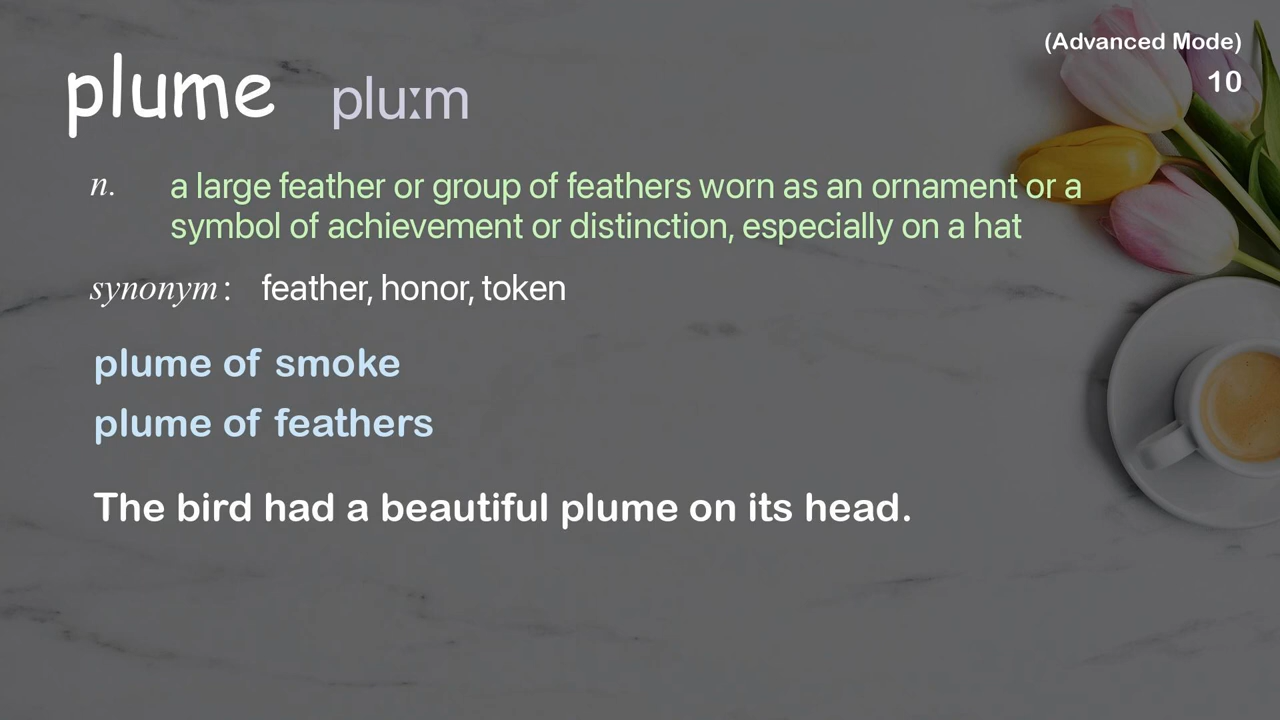 (Advanced Mode)
plume pluːm
10
n. a large feather or group of feathers worn as an ornament or a
symbol of achievement or distinction, especially on a hat
synonym: feather, honor, token
plume of smoke
plume of feathers
The bird had a beautiful plume on its head.